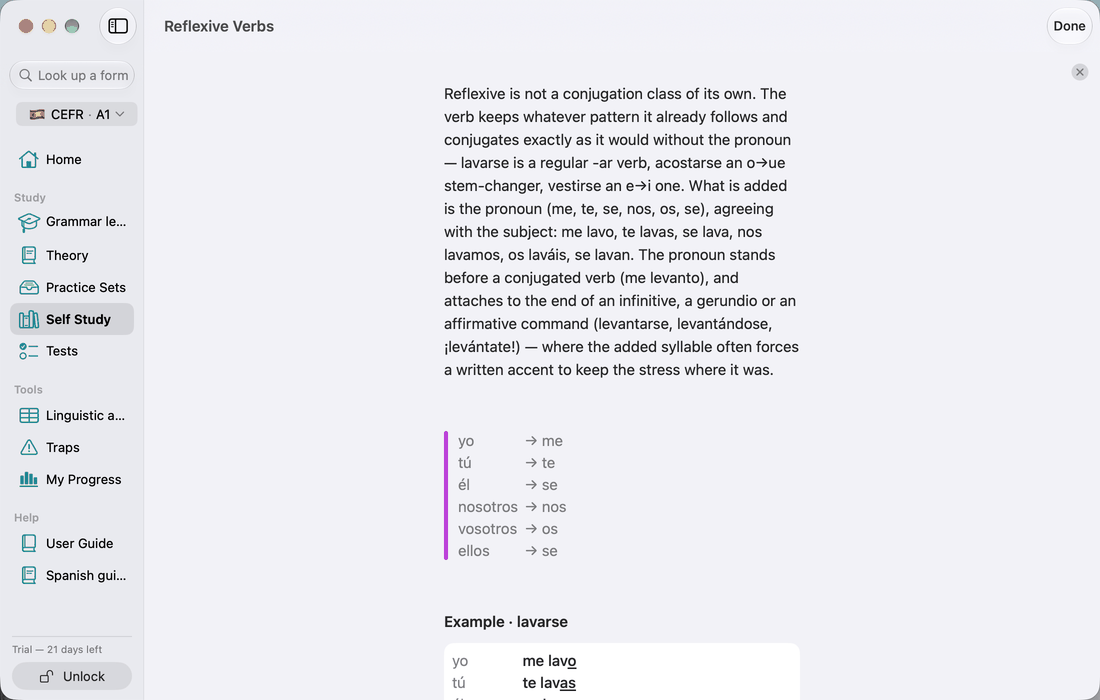 Reflexive Verbs
Done
Look up a form
CEFR · A1
Home
Study
Grammar le...
Theory
Practice Sets
Self Study
Tests
Tools
Linguistic a...
Traps
My Progress
Help
User Guide
Spanish gui...
Trial — 21 days left
Unlock
Reflexive is not a conjugation class of its own. The
verb keeps whatever pattern it already follows and
conjugates exactly as it would without the pronoun
— lavarse is a regular -ar verb, acostarse an o→ue
stem-changer, vestirse an e→i one. What is added
is the pronoun (me, te, se, nos, os, se), agreeing
with the subject: me lavo, te lavas, se lava, nos
lavamos, os laváis, se lavan. The pronoun stands
before a conjugated verb (me levanto), and
attaches to the end of an infinitive, a gerundio or an
affirmative command (levantarse, levantándose,
¡levántate!) — where the added syllable often forces
a written accent to keep the stress where it was.
yo → me
tú → te
él → se
nosotros → nos
vosotros → os
ellos → se
Example · lavarse
yo me lavo
tú te lavas